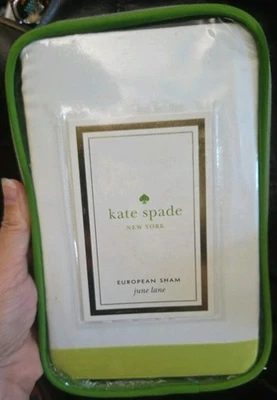 kate spade
NEW YORK
EUROPEAN SHAM
june lane